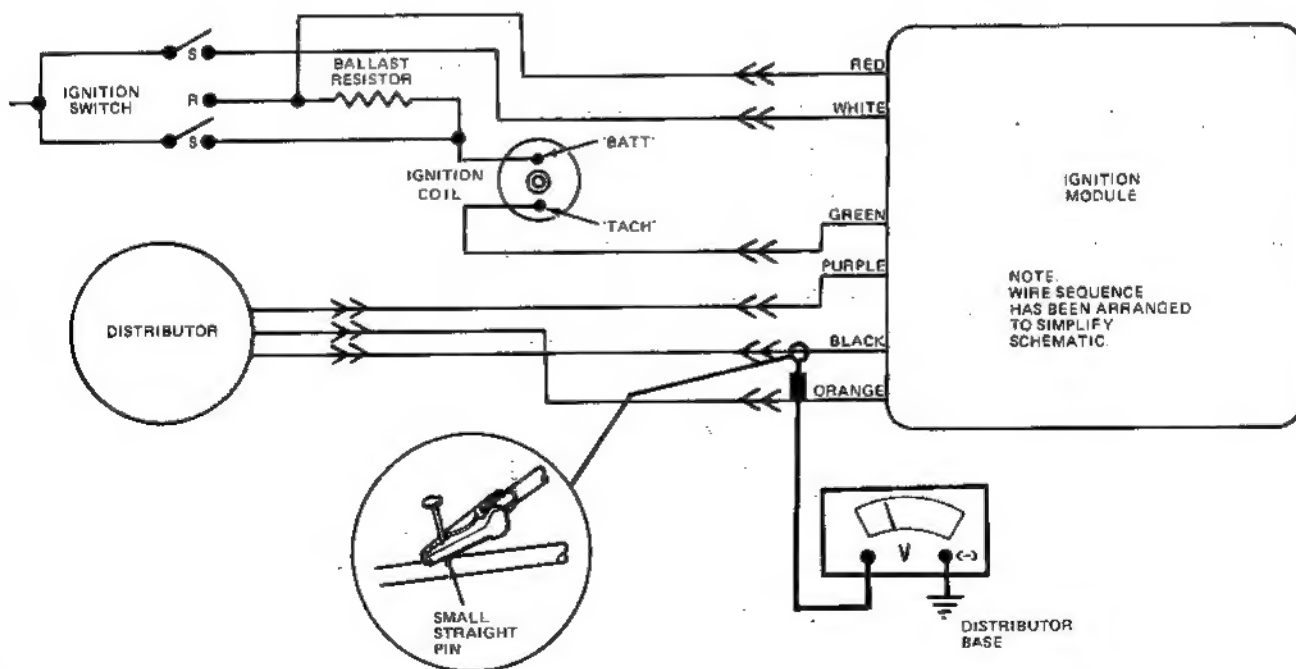 IGNITION
SWITCH
S
R
S
BALLAST
RESISTOR
'BATT'
IGNITION
COIL
'TACH'
RED
WHITE
GREEN
PURPLE
BLACK
ORANGE
IGNITION
MODULE
NOTE.
WIRE SEQUENCE
HAS BEEN ARRANGED
TO SIMPLIFY
SCHEMATIC.
DISTRIBUTOR
SMALL
STRAIGHT
PIN
V
(-)
DISTRIBUTOR
BASE